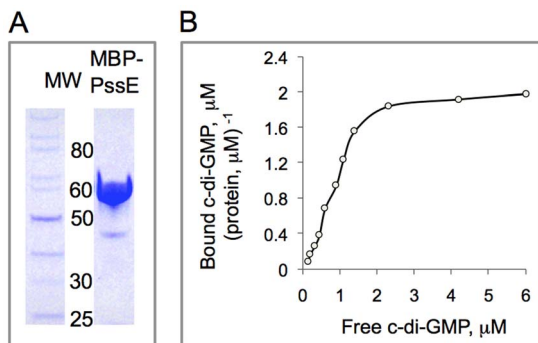 A
MW
MBP-
PssE
80
60
50
30
25
B
Bound c-di-GMP, μM
(protein, μM)⁻¹
2.4
2
1.6
1.2
0.8
0.4
0
0 1 2 3 4 5 6
Free c-di-GMP, μM